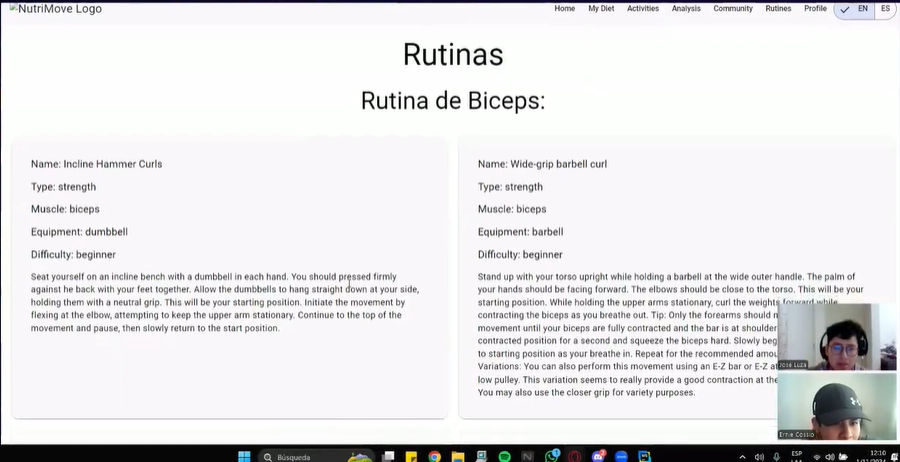 NutriMove Logo
Home My Diet Activities Analysis Community Rutines Profile EN ES
Rutinas
Rutina de Biceps:
Name: Incline Hammer Curls
Type: strength
Muscle: biceps
Equipment: dumbbell
Difficulty: beginner
Seat yourself on an incline bench with a dumbbell in each hand. You should pressed firmly
against he back with your feet together. Allow the dumbbells to hang straight down at your side,
holding them with a neutral grip. This will be your starting position. Initiate the movement by
flexing at the elbow, attempting to keep the upper arm stationary. Continue to the top of the
movement and pause, then slowly return to the start position.
Name: Wide-grip barbell curl
Type: strength
Muscle: biceps
Equipment: barbell
Difficulty: beginner
Stand up with your torso upright while holding a barbell at the wide outer handle. The palm of
your hands should be facing forward. The elbows should be close to the torso. This will be your
starting position. While holding the upper arms stationary, curl the weights forward while
contracting the biceps as you breathe out. Tip: Only the forearms should
movement until your biceps are fully contracted and the bar is at shoulder
contracted position for a second and squeeze the biceps hard. Slowly
to starting position as your breathe in. Repeat for the recommended
Variations: You can also perform this movement using an E-Z bar or E-Z
low pulley. This variation seems to really provide a good contraction at the
You may also use the closer grip for variety purposes.
José Luza
Ernie Cossio
Búsqueda
ESP
12:10